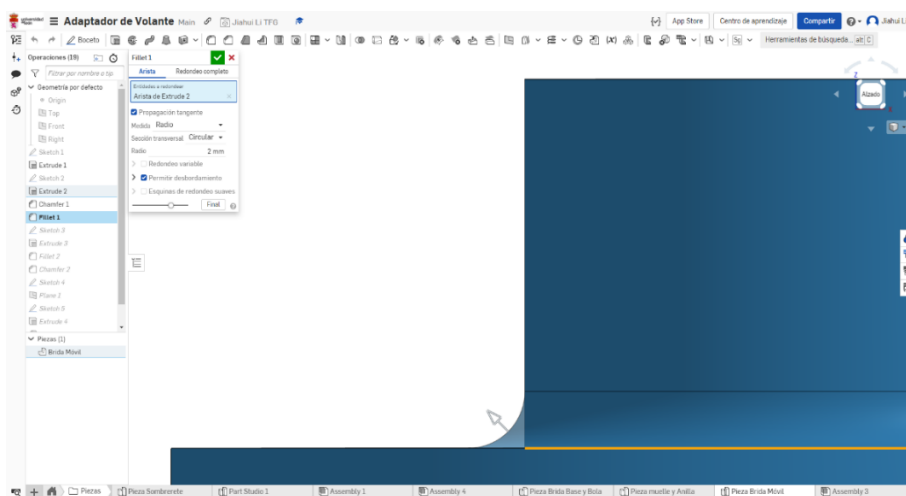 Adaptador de Volante Main Jiahui Li TFG
App Store Centro de aprendizaje Compartir Jiahui Li
Boceto Herramientas de búsqueda... alt C
Operaciones (19)
Filtrar por nombre o tip
Geometría por defecto
Origin
Top
Front
Right
Sketch 1
Extrude 1
Sketch 2
Extrude 2
Chamfer 1
Fillet 1
Sketch 3
Extrude 3
Fillet 2
Chamfer 2
Sketch 4
Plane 1
Sketch 5
Extrude 4
Piezas (1)
Brida Móvil
Fillet 1
Arista Redondeo completo
Entidades a redondear
Arista de Extrude 2
Propagación tangente
Medida Radio
Sección transversal Circular
Radio 2 mm
Redondeo variable
Permitir desbordamiento
Esquinas de redondeo suaves
Final
Z
Alzado
Piezas Pieza Sombrerete Part Studio 1 Assembly 1 Assembly 4 Pieza Brida Base y Bola Pieza muelle y Anilla Pieza Brida Móvil Assembly 3